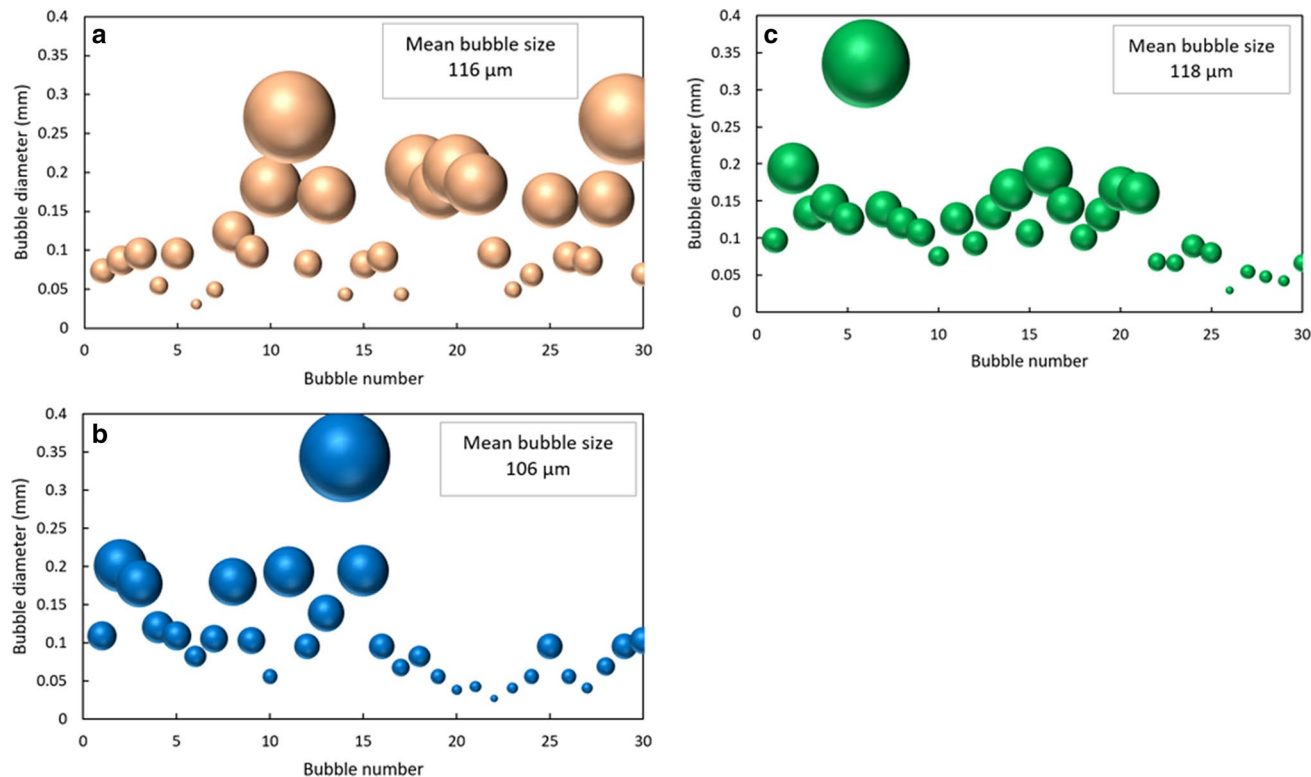 a
Mean bubble size
116 µm
Bubble diameter (mm)
0.4
0.35
0.3
0.25
0.2
0.15
0.1
0.05
0
0 5 10 15 20 25 30
Bubble number
c
Mean bubble size
118 µm
Bubble diameter (mm)
0.4
0.35
0.3
0.25
0.2
0.15
0.1
0.05
0
0 5 10 15 20 25 30
Bubble number
b
Mean bubble size
106 µm
Bubble diameter (mm)
0.4
0.35
0.3
0.25
0.2
0.15
0.1
0.05
0
0 5 10 15 20 25 30
Bubble number